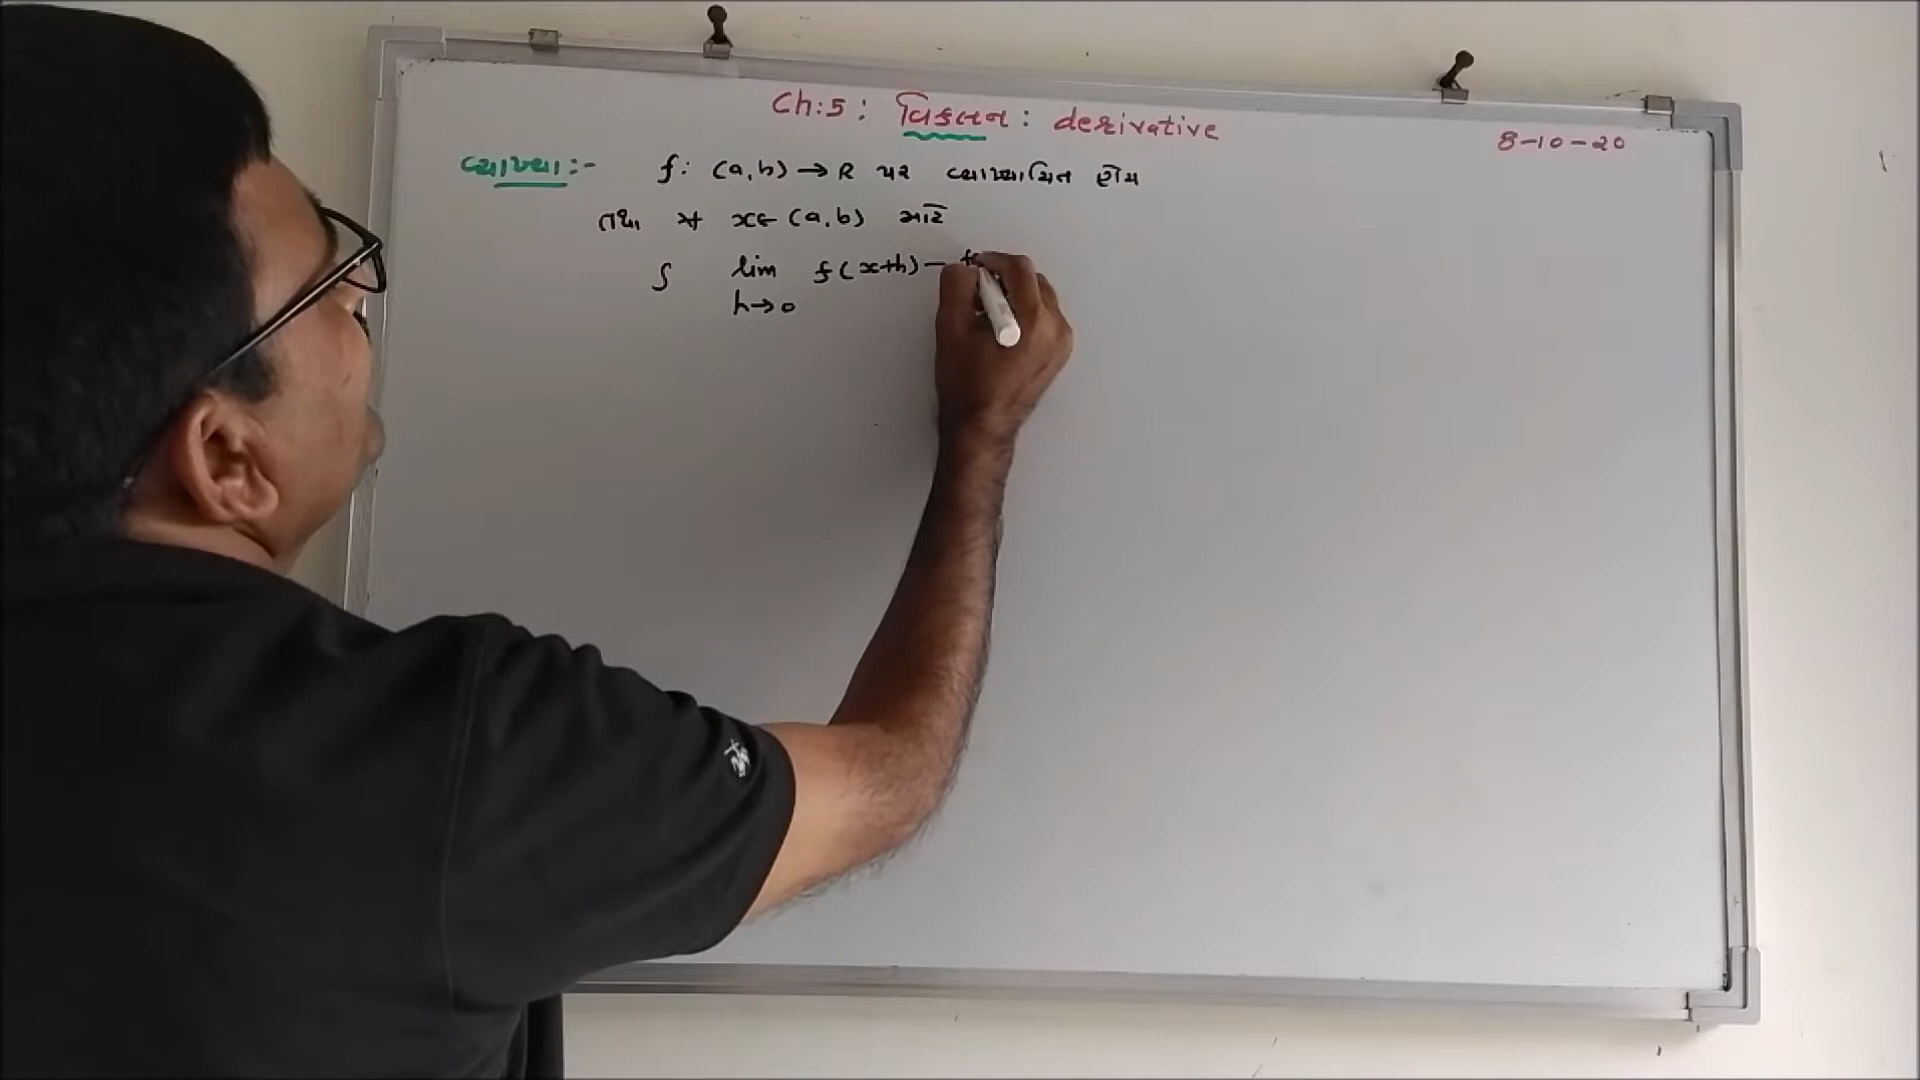 Ch:5: વિકલન: derivative
8-10-20
વ્યાખ્યા:- f: (a,b) → R પર વ્યાખ્યાયિત હોય
તથા x ∈ (a,b) માટે
lim f(x+h) - f
h→0